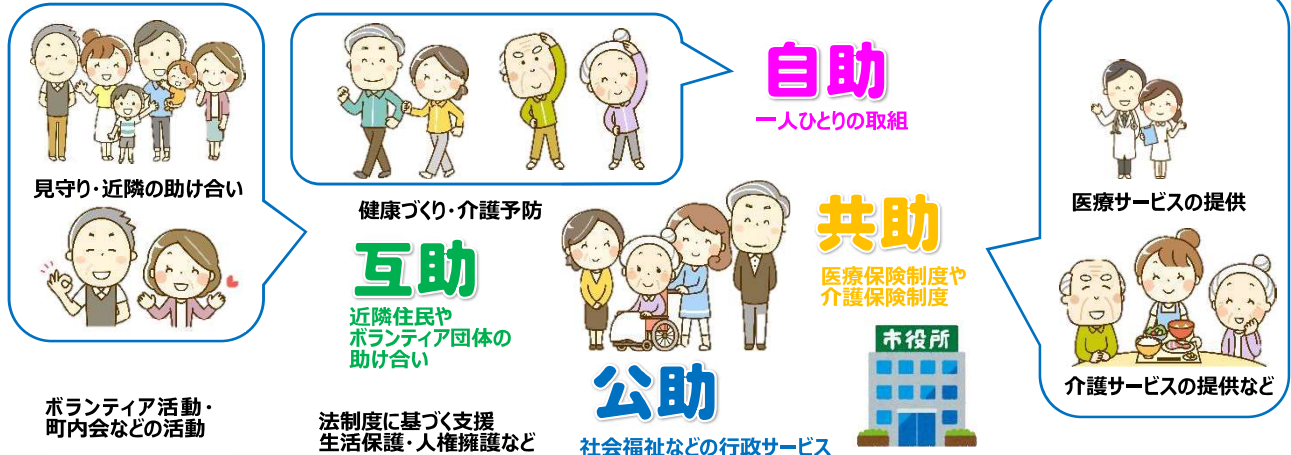 見守り・近隣の助け合い
ボランティア活動・
町内会などの活動
健康づくり・介護予防
自助
一人ひとりの取組
互助
近隣住民や
ボランティア団体の
助け合い
共助
医療保険制度や
介護保険制度
医療サービスの提供
介護サービスの提供など
市役所
公助
社会福祉などの行政サービス
法制度に基づく支援
生活保護・人権擁護など